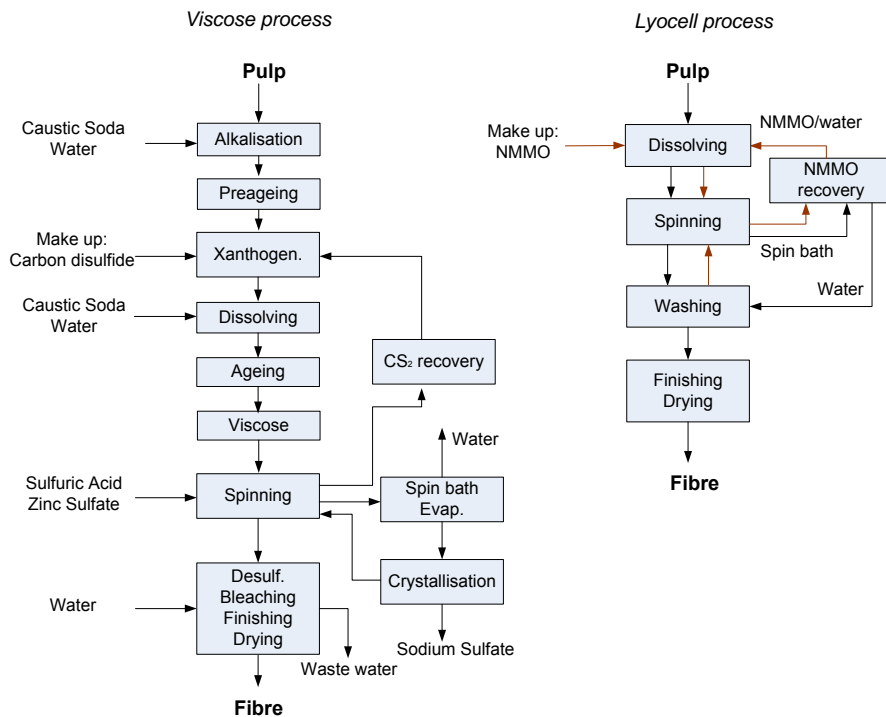 Viscose process
Pulp
Caustic Soda
Water
Alkalisation
Preageing
Make up:
Carbon disulfide
Xanthogen.
Caustic Soda
Water
Dissolving
Ageing
CS₂ recovery
Viscose
Water
Sulfuric Acid
Zinc Sulfate
Spinning
Spin bath
Evap.
Crystallisation
Water
Desulf.
Bleaching
Finishing
Drying
Sodium Sulfate
Waste water
Fibre
Lyocell process
Pulp
NMMO/water
Make up:
NMMO
Dissolving
NMMO
recovery
Spinning
Spin bath
Water
Washing
Finishing
Drying
Fibre